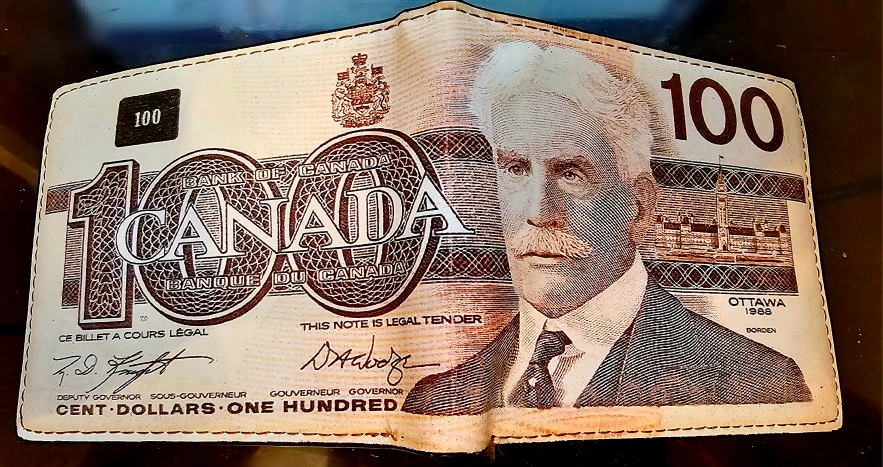 100
100
BANK OF CANADA
100
CANADA
BANQUE DU CANADA
CE BILLET A COURS LÉGAL
THIS NOTE IS LEGAL TENDER
OTTAWA
1988
BORDEN
DEPUTY GOVERNOR SOUS-GOUVERNEUR
GOUVERNEUR GOVERNOR
CENT·DOLLARS·ONE HUNDRED